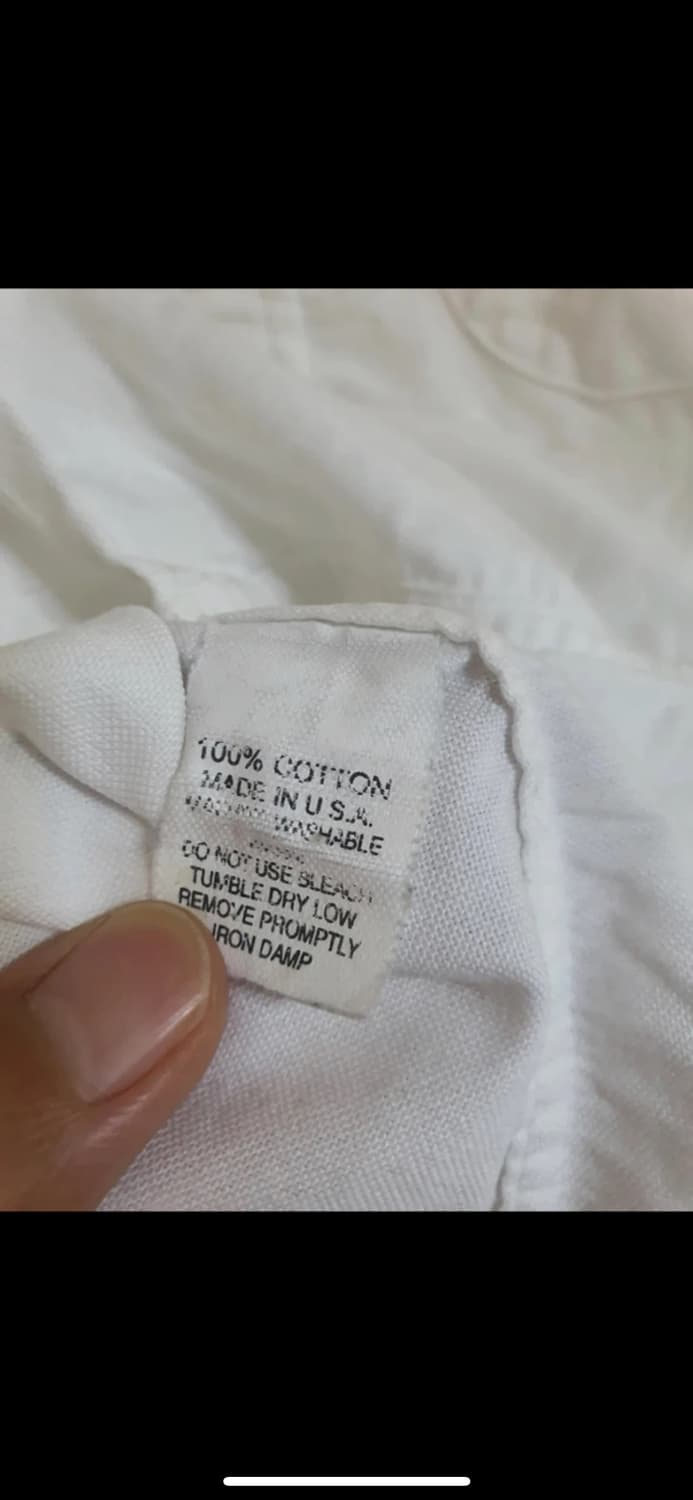 100% COTTON
MADE IN U S.A.
WASHABLE
DO NOT USE BLEACH
TUMBLE DRY LOW
REMOVE PROMPTLY
IRON DAMP